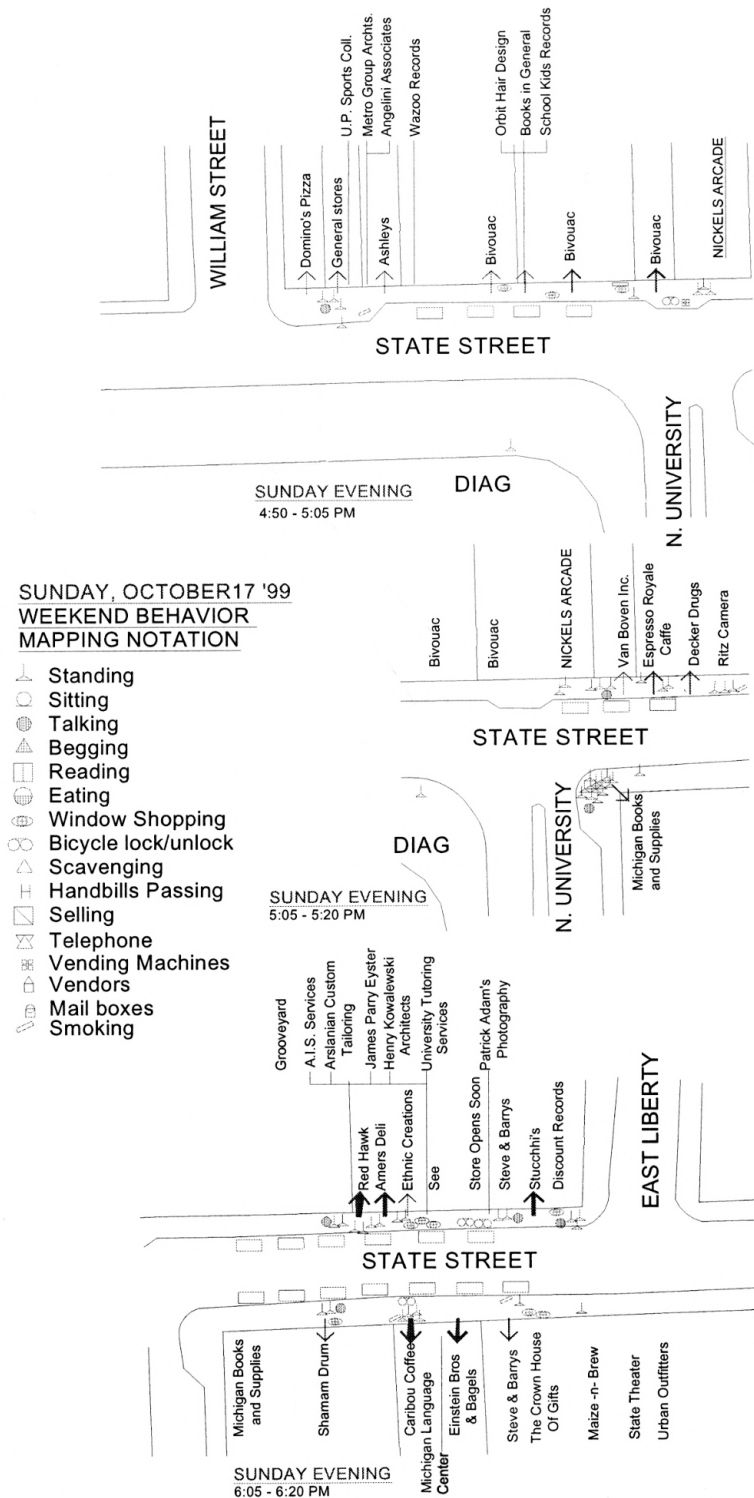 WILLIAM STREET
Domino's Pizza
General stores
U.P. Sports Coll.
Metro Group Archts.
Angelini Associates
Ashleys
Wazoo Records
Bivouac
Orbit Hair Design
Books in General
School Kids Records
Bivouac
Bivouac
NICKELS ARCADE
STATE STREET
DIAG
N. UNIVERSITY
SUNDAY EVENING
4:50 - 5:05 PM
SUNDAY, OCTOBER17 '99
WEEKEND BEHAVIOR
MAPPING NOTATION
Standing
Sitting
Talking
Begging
Reading
Eating
Window Shopping
Bicycle lock/unlock
Scavenging
Handbills Passing
Selling
Telephone
Vending Machines
Vendors
Mail boxes
Smoking
Bivouac
Bivouac
NICKELS ARCADE
Van Boven Inc.
Espresso Royale
Caffe
Decker Drugs
Ritz Camera
STATE STREET
DIAG
N. UNIVERSITY
Michigan Books
and Supplies
SUNDAY EVENING
5:05 - 5:20 PM
Grooveyard
A.I.S. Services
Arslanian Custom
Tailoring
James Parry Eyster
Henry Kowalewski
Architects
University Tutoring
Services
Red Hawk
Amers Deli
Ethnic Creations
See
Store Opens Soon
Patrick Adam's
Photography
Steve & Barrys
Stucchhi's
Discount Records
EAST LIBERTY
STATE STREET
Michigan Books
and Supplies
Shamam Drum
Caribou Coffee
Michigan Language
Center
Einstein Bros
& Bagels
Steve & Barrys
The Crown House
Of Gifts
Maize -n- Brew
State Theater
Urban Outfitters
SUNDAY EVENING
6:05 - 6:20 PM